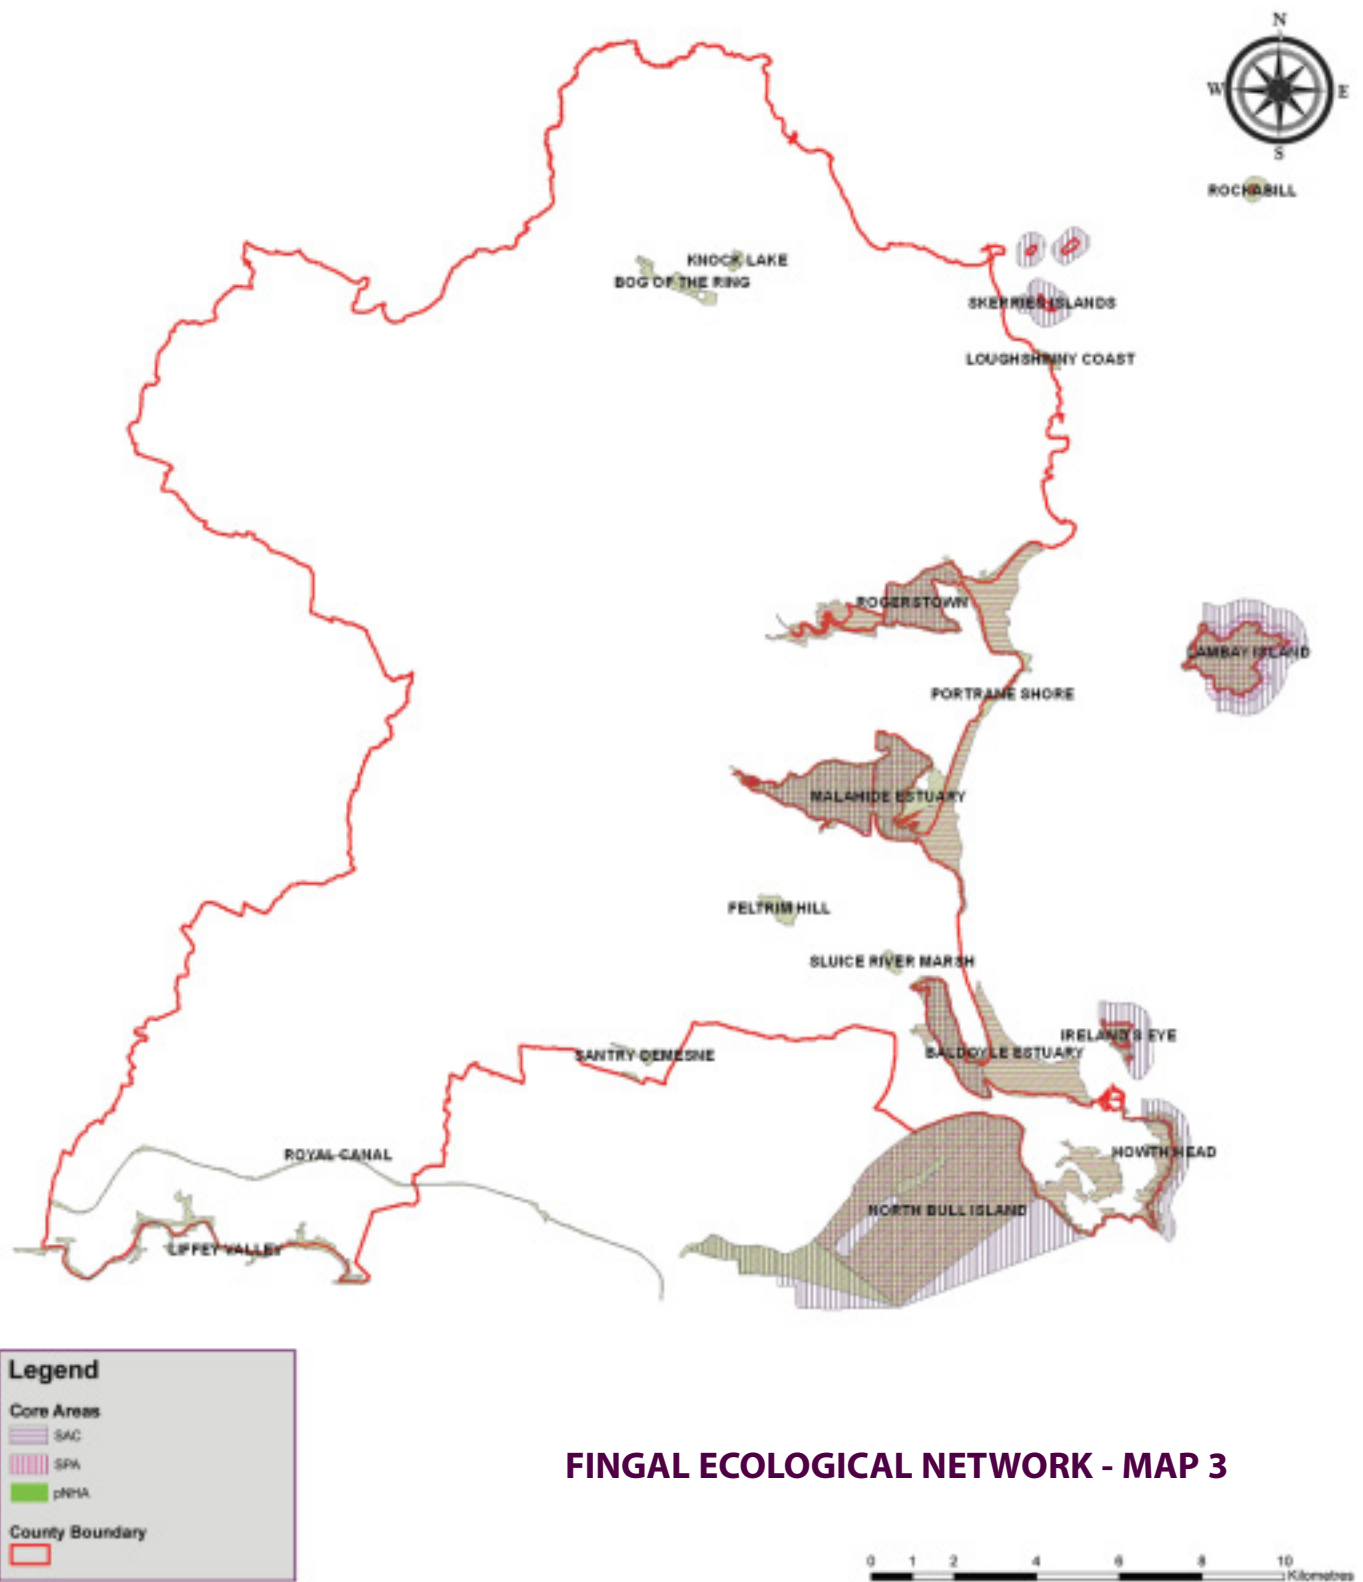 N
W E
S
ROCKABILL
KNOCK LAKE
BOG OF THE RING
SKERRIES ISLANDS
LOUGHSHINNY COAST
ROGERSTOWN
LAMBAY ISLAND
PORTRANE SHORE
MALAHIDE ESTUARY
FELTRIM HILL
SLUICE RIVER MARSH
IRELAND'S EYE
BALDOYLE ESTUARY
SANTRY DEMESNE
ROYAL CANAL
HOWTH HEAD
NORTH BULL ISLAND
LIFFEY VALLEY
Legend
Core Areas
SAC
SPA
pNHA
County Boundary
FINGAL ECOLOGICAL NETWORK - MAP 3
0 1 2 4 6 8 10
Kilometres